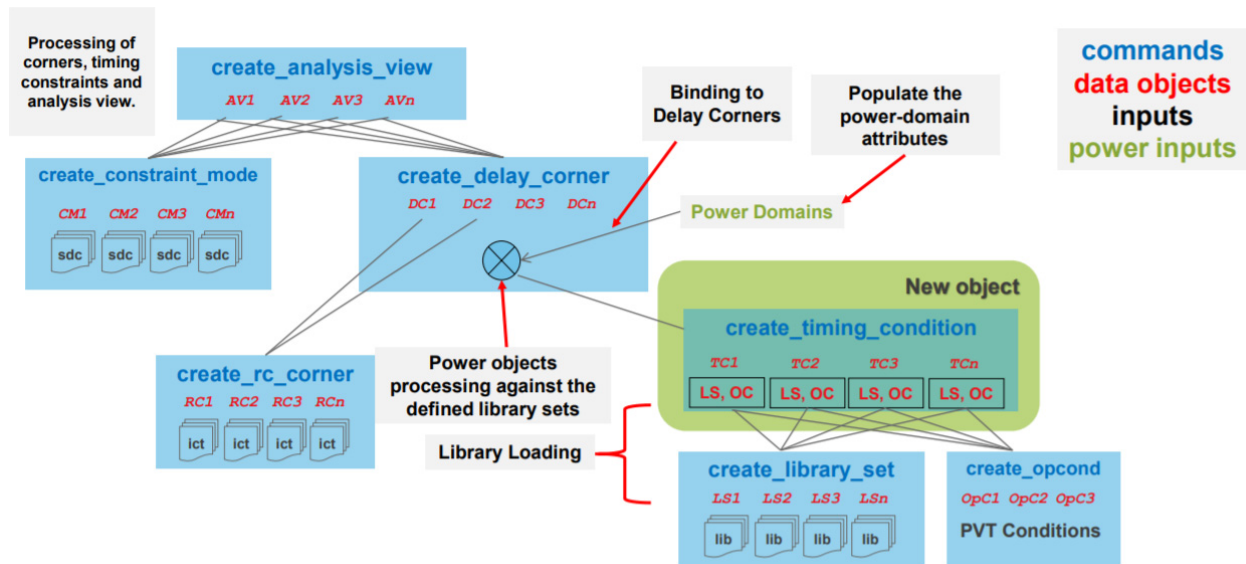 Processing of
corners, timing
constraints and
analysis view.
create_analysis_view
AV1 AV2 AV3 AVn
Binding to
Delay Corners
Populate the
power-domain
attributes
commands
data objects
inputs
power inputs
create_constraint_mode
CM1 CM2 CM3 CMn
sdc sdc sdc sdc
create_delay_corner
DC1 DC2 DC3 DCn
Power Domains
New object
create_timing_condition
TC1 TC2 TC3 TCn
LS, OC LS, OC LS, OC LS, OC
create_rc_corner
RC1 RC2 RC3 RCn
ict ict ict ict
Power objects
processing against the
defined library sets
Library Loading
create_library_set
LS1 LS2 LS3 LSn
lib lib lib lib
create_opcond
OpC1 OpC2 OpC3
PVT Conditions